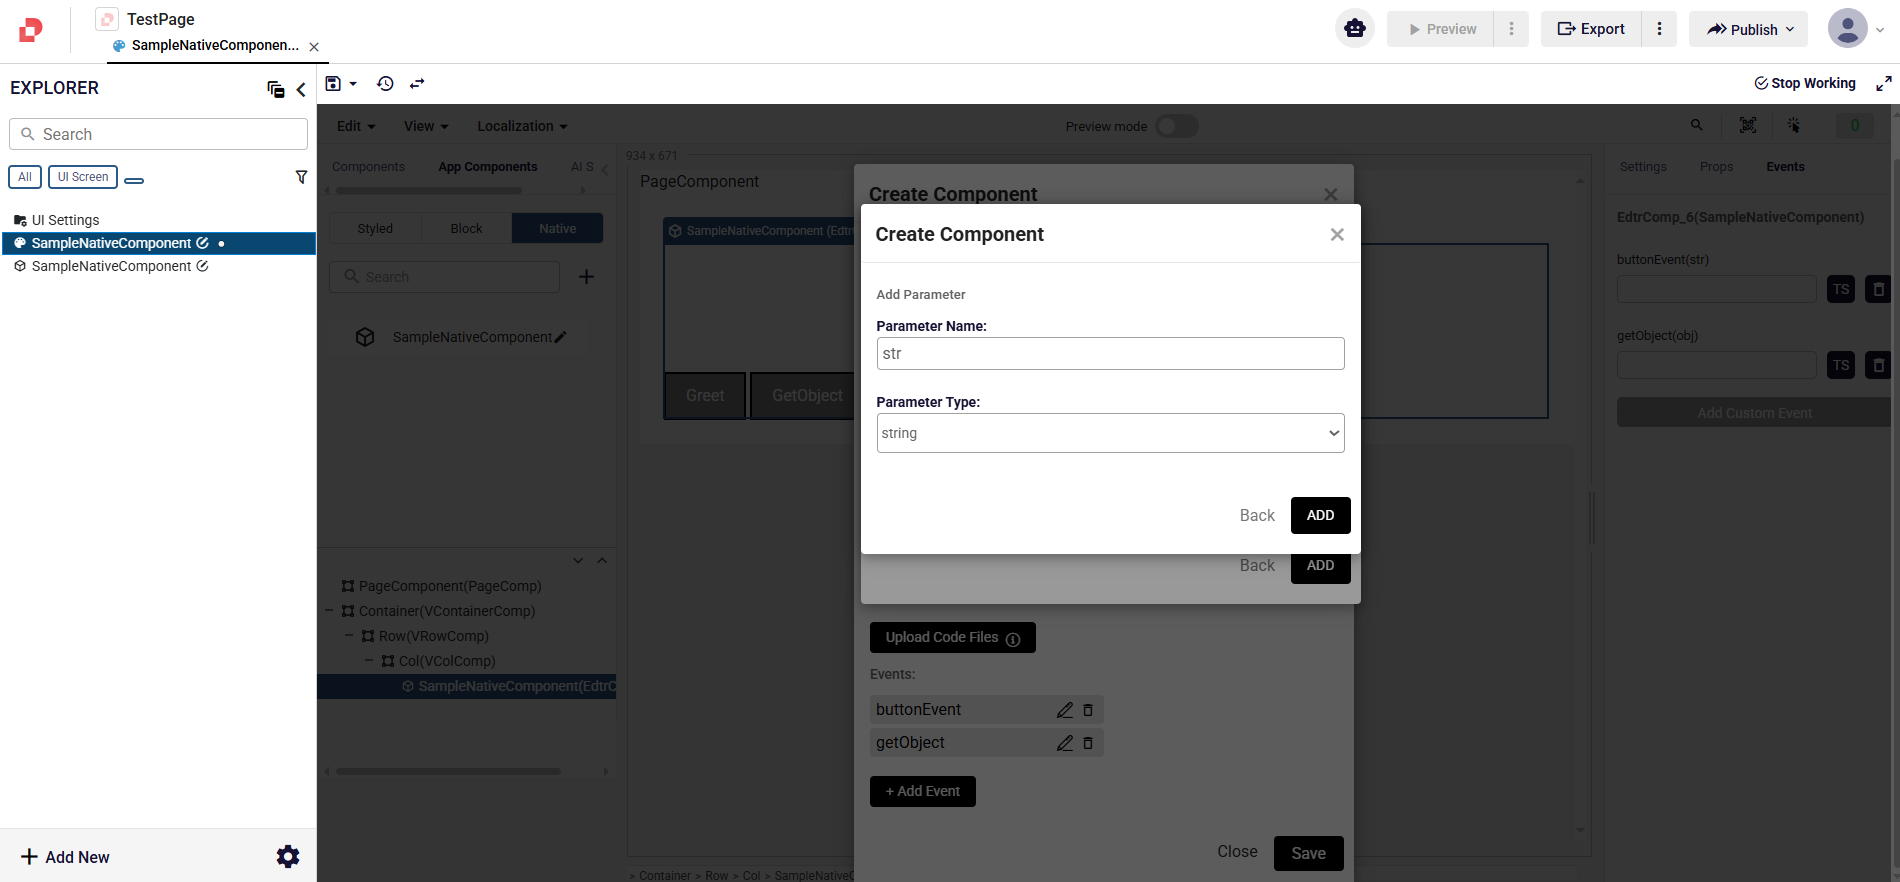 TestPage
SampleNativeComponen...
Preview
Export
Publish
EXPLORER
Stop Working
Search
All
UI Screen
UI Settings
SampleNativeComponent
SampleNativeComponent
Add New
Edit
View
Localization
Preview mode
0
Components
App Components
AI S
934 x 671
PageComponent
Styled
Block
Native
Search
SampleNativeComponent
SampleNativeComponent (Edtr
Greet
GetObject
PageComponent(PageComp)
Container(VContainerComp)
Row(VRowComp)
Col(VColComp)
SampleNativeComponent(EdtrC
Create Component
Create Component
Add Parameter
Parameter Name:
str
Parameter Type:
string
Back
ADD
Back
ADD
Upload Code Files
Events:
buttonEvent
getObject
+ Add Event
Close
Save
> Container > Row > Col > SampleNativeC
Settings
Props
Events
EdtrComp_6(SampleNativeComponent)
buttonEvent(str)
TS
getObject(obj)
TS
Add Custom Event